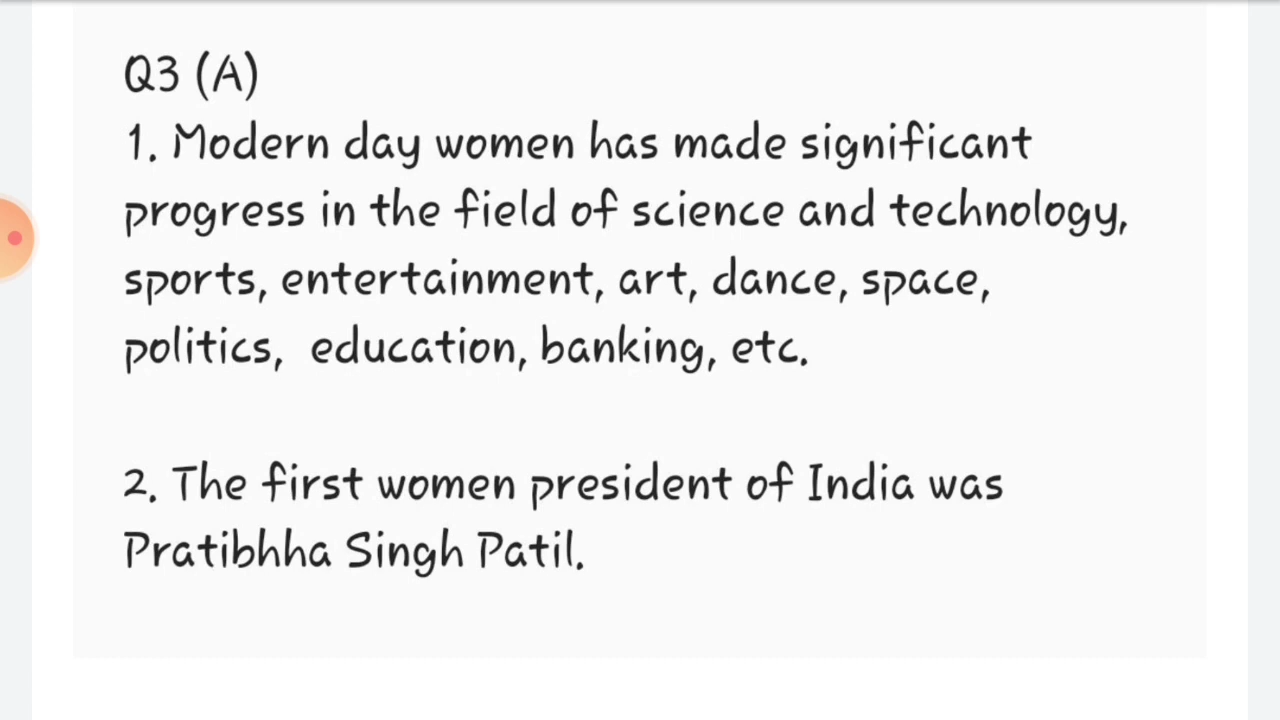 Q3 (A)
1. Modern day women has made significant
progress in the field of science and technology,
sports, entertainment, art, dance, space,
politics,  education, banking, etc.
2. The first women president of India was
Pratibhha Singh Patil.